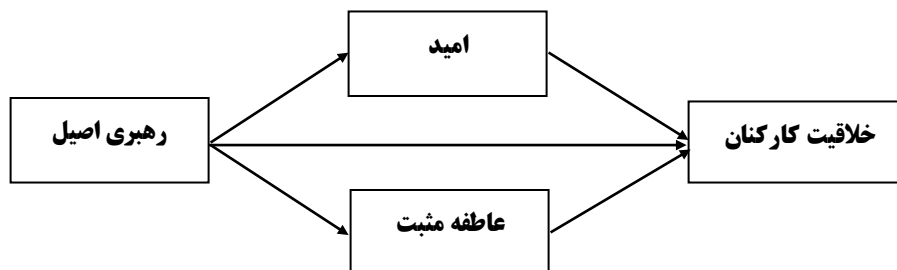 امید
رهبری اصیل
خلاقیت کارکنان
عاطفه مثبت